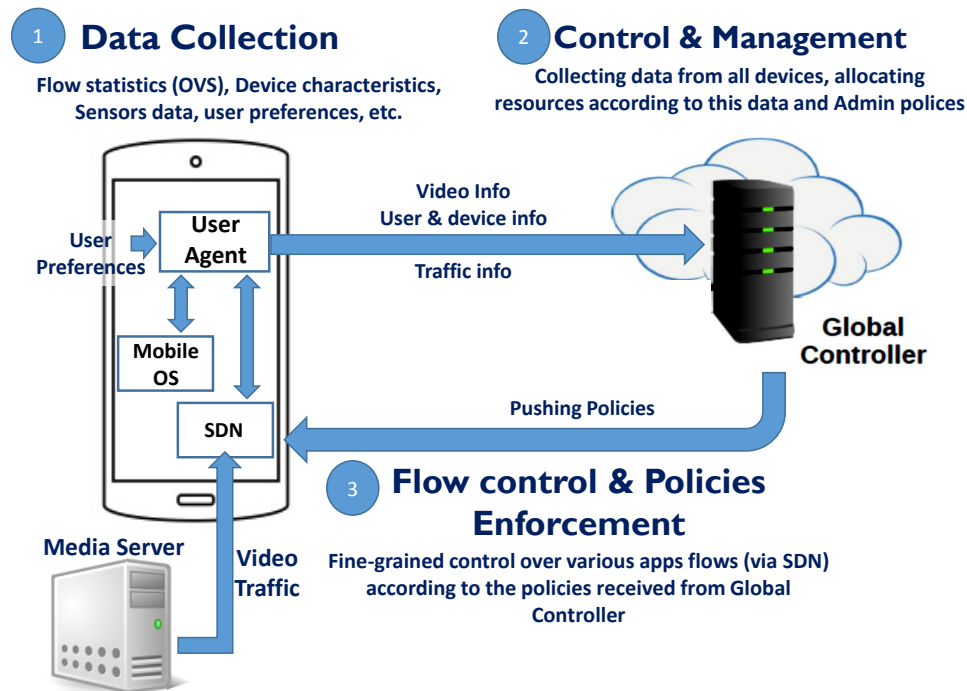 1
Data Collection
Flow statistics (OVS), Device characteristics,
Sensors data, user preferences, etc.
2
Control & Management
Collecting data from all devices, allocating
resources according to this data and Admin polices
User
Preferences
User
Agent
Mobile
OS
SDN
Video Info
User & device info
Traffic info
Global
Controller
Pushing Policies
3
Flow control & Policies
Enforcement
Fine-grained control over various apps flows (via SDN)
according to the policies received from Global
Controller
Media Server
Video
Traffic